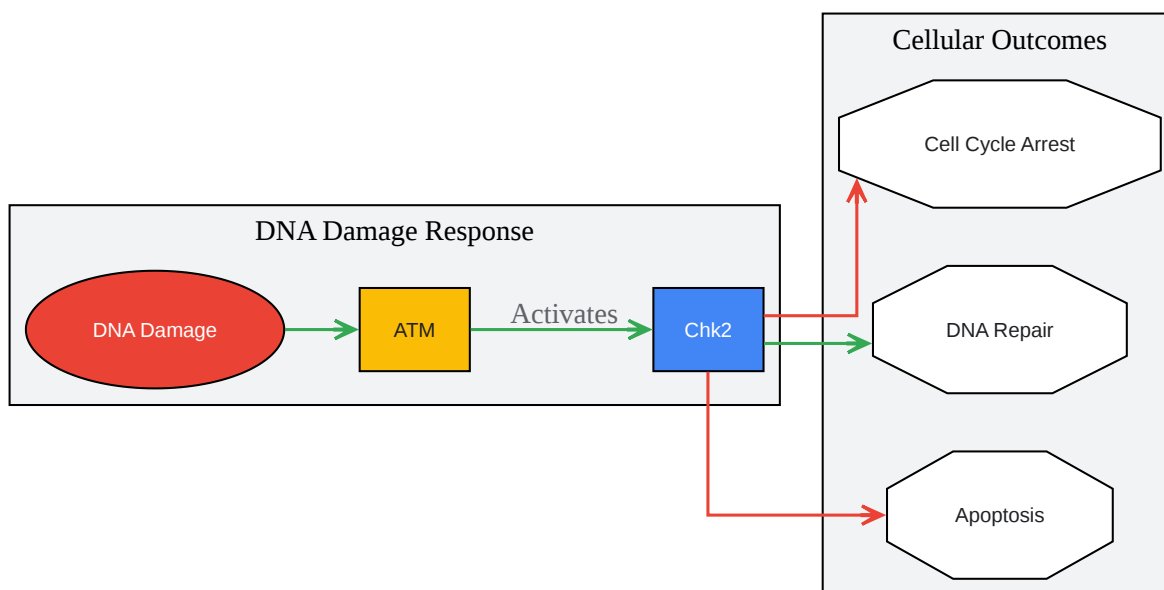 Cellular Outcomes
Cell Cycle Arrest
DNA Damage Response
DNA Damage
ATM
Activates
Chk2
DNA Repair
Apoptosis